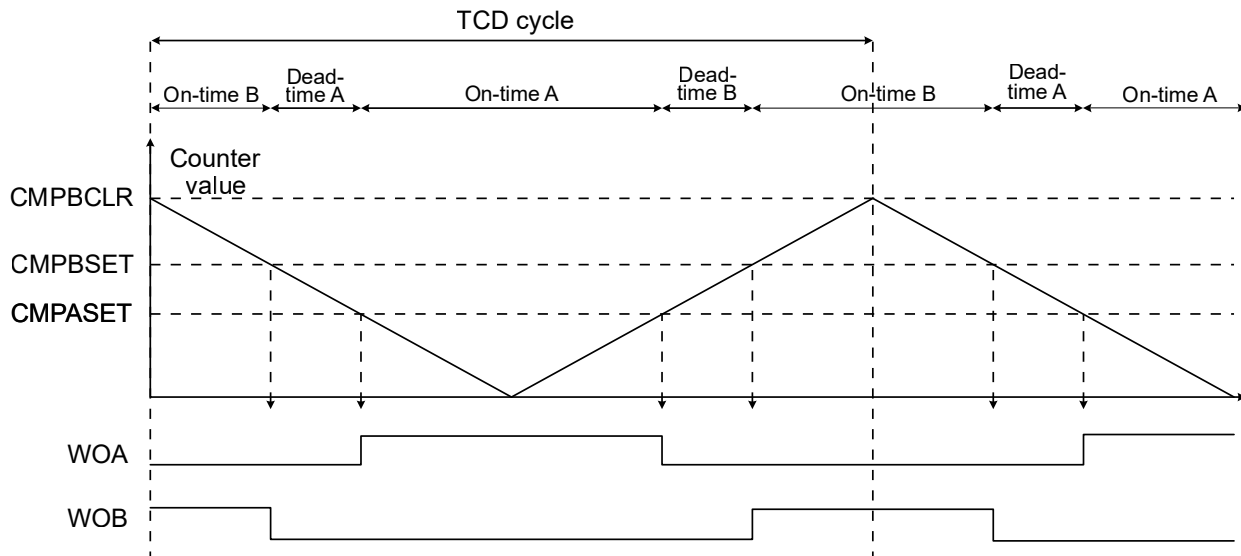 TCD cycle
On-time B
Dead-
time A
On-time A
Dead-
time B
On-time B
Dead-
time A
On-time A
Counter
value
CMPBCLR
CMPBSET
CMPASET
WOA
WOB